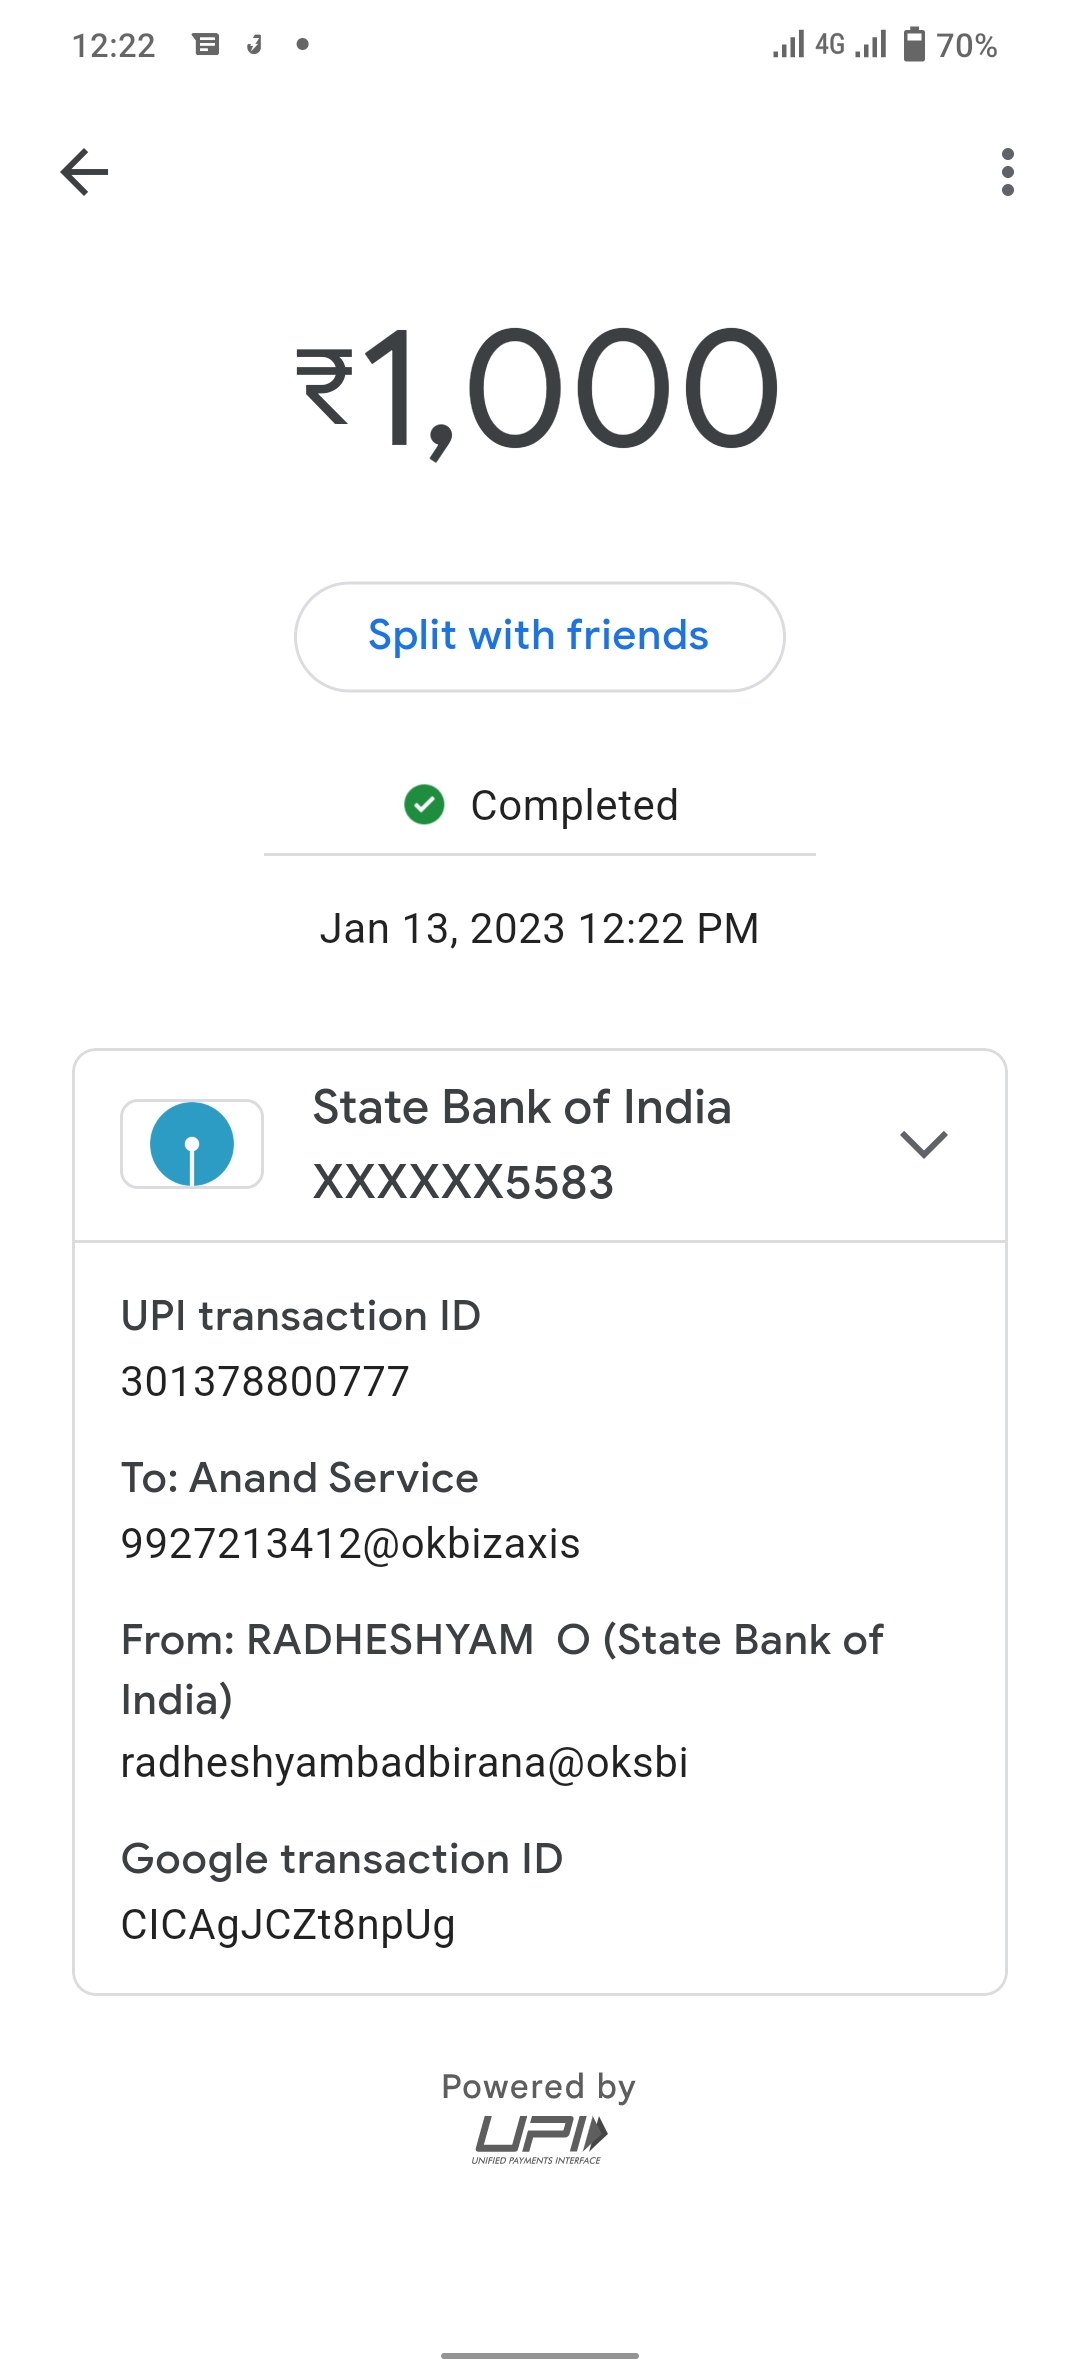 12:22 4G 70%
₹1,000
Split with friends
Completed
Jan 13, 2023 12:22 PM
State Bank of India
XXXXXX5583
UPI transaction ID
301378800777
To: Anand Service
9927213412@okbizaxis
From: RADHESHYAM  O (State Bank of
India)
radheshyambadbirana@oksbi
Google transaction ID
CICAgJCZt8npUg
Powered by
UPI
UNIFIED PAYMENTS INTERFACE